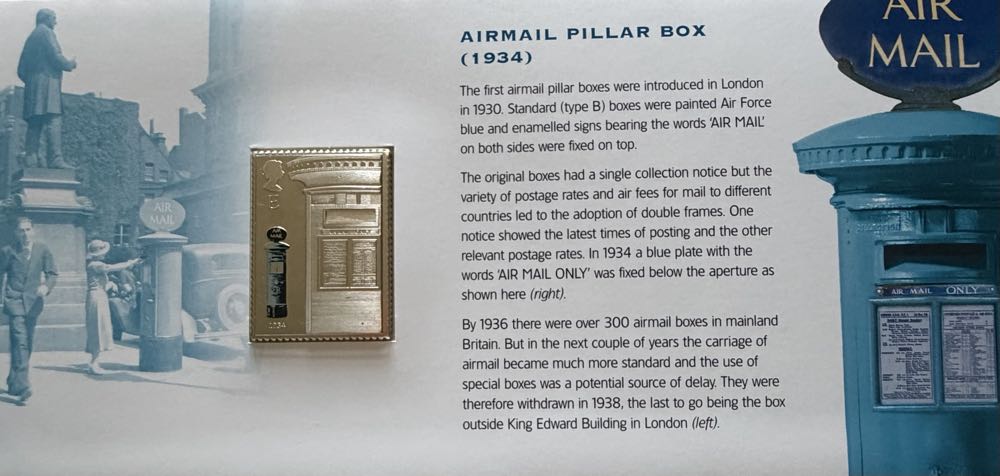 AIR
MAIL
AIRMAIL PILLAR BOX
(1934)
The first airmail pillar boxes were introduced in London
in 1930. Standard (type B) boxes were painted Air Force
blue and enamelled signs bearing the words ‘AIR MAIL’
on both sides were fixed on top.
The original boxes had a single collection notice but the
variety of postage rates and air fees for mail to different
countries led to the adoption of double frames. One
notice showed the latest times of posting and the other
relevant postage rates. In 1934 a blue plate with the
words ‘AIR MAIL ONLY’ was fixed below the aperture as
shown here (right).
By 1936 there were over 300 airmail boxes in mainland
Britain. But in the next couple of years the carriage of
airmail became much more standard and the use of
special boxes was a potential source of delay. They were
therefore withdrawn in 1938, the last to go being the box
outside King Edward Building in London (left).
AIR
MAIL
AIR MAIL ONLY
AIR
MAIL
1934